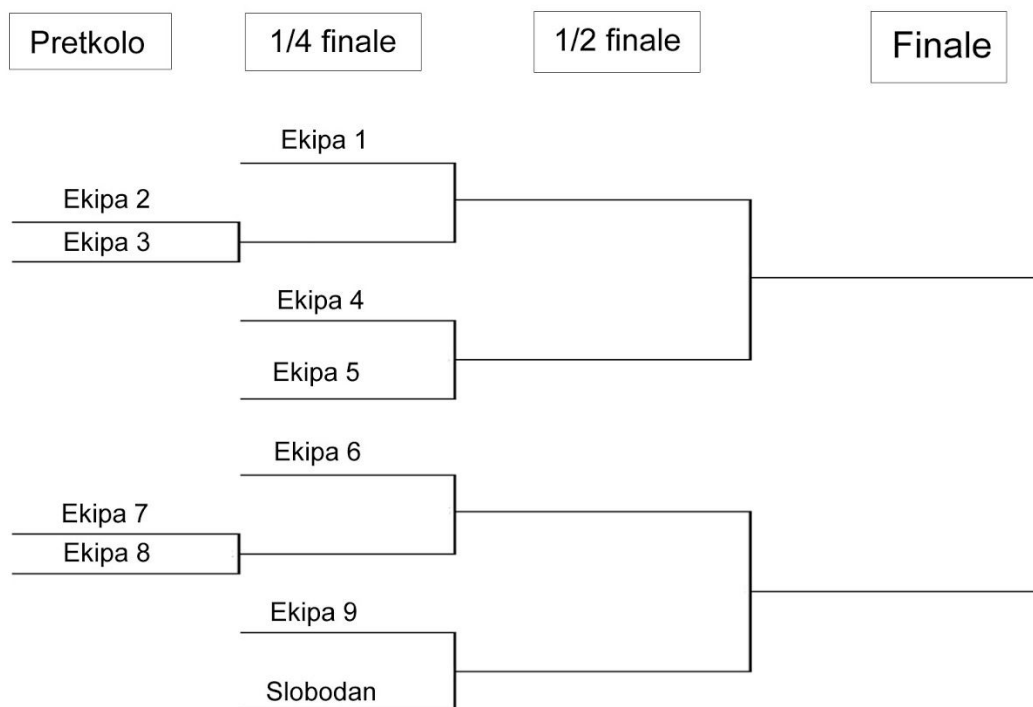 Pretkolo
1/4 finale
1/2 finale
Finale
Ekipa 1
Ekipa 2
Ekipa 3
Ekipa 4
Ekipa 5
Ekipa 6
Ekipa 7
Ekipa 8
Ekipa 9
Slobodan